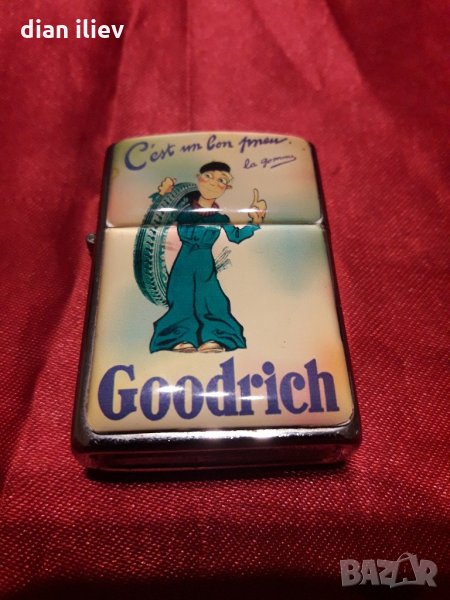 dian iliev
C'est un bon pneu.
la gomme
Goodrich
BAZAR